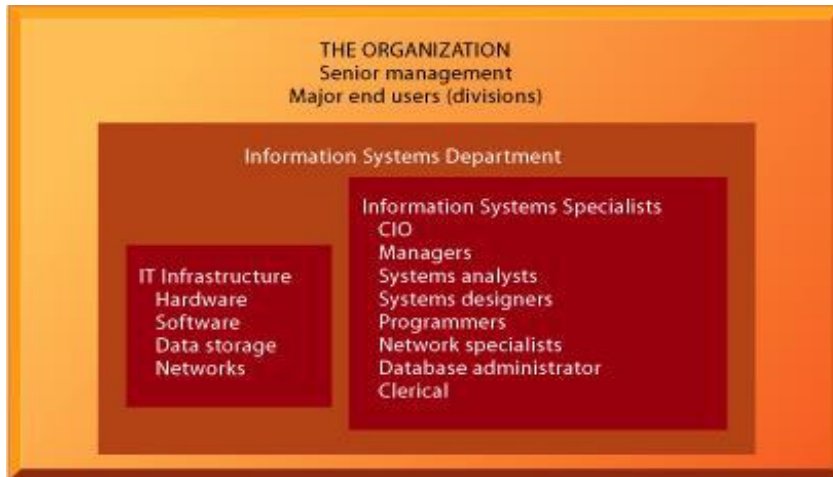 THE ORGANIZATION
Senior management
Major end users (divisions)
Information Systems Department
IT Infrastructure
Hardware
Software
Data storage
Networks
Information Systems Specialists
CIO
Managers
Systems analysts
Systems designers
Programmers
Network specialists
Database administrator
Clerical